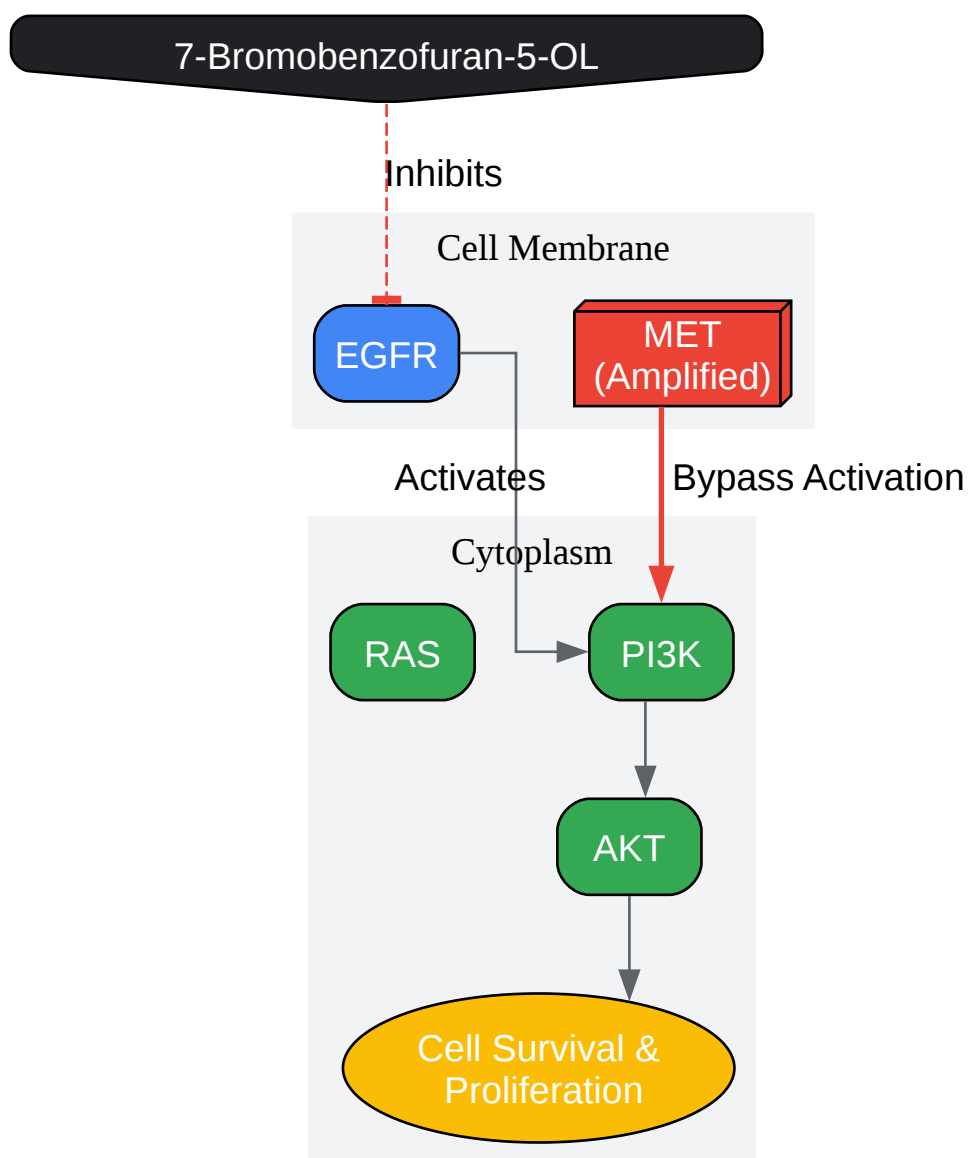 7-Bromobenzofuran-5-OL
Inhibits
Cell Membrane
EGFR
MET
(Amplified)
Activates
Bypass Activation
Cytoplasm
RAS
PI3K
AKT
Cell Survival &
Proliferation